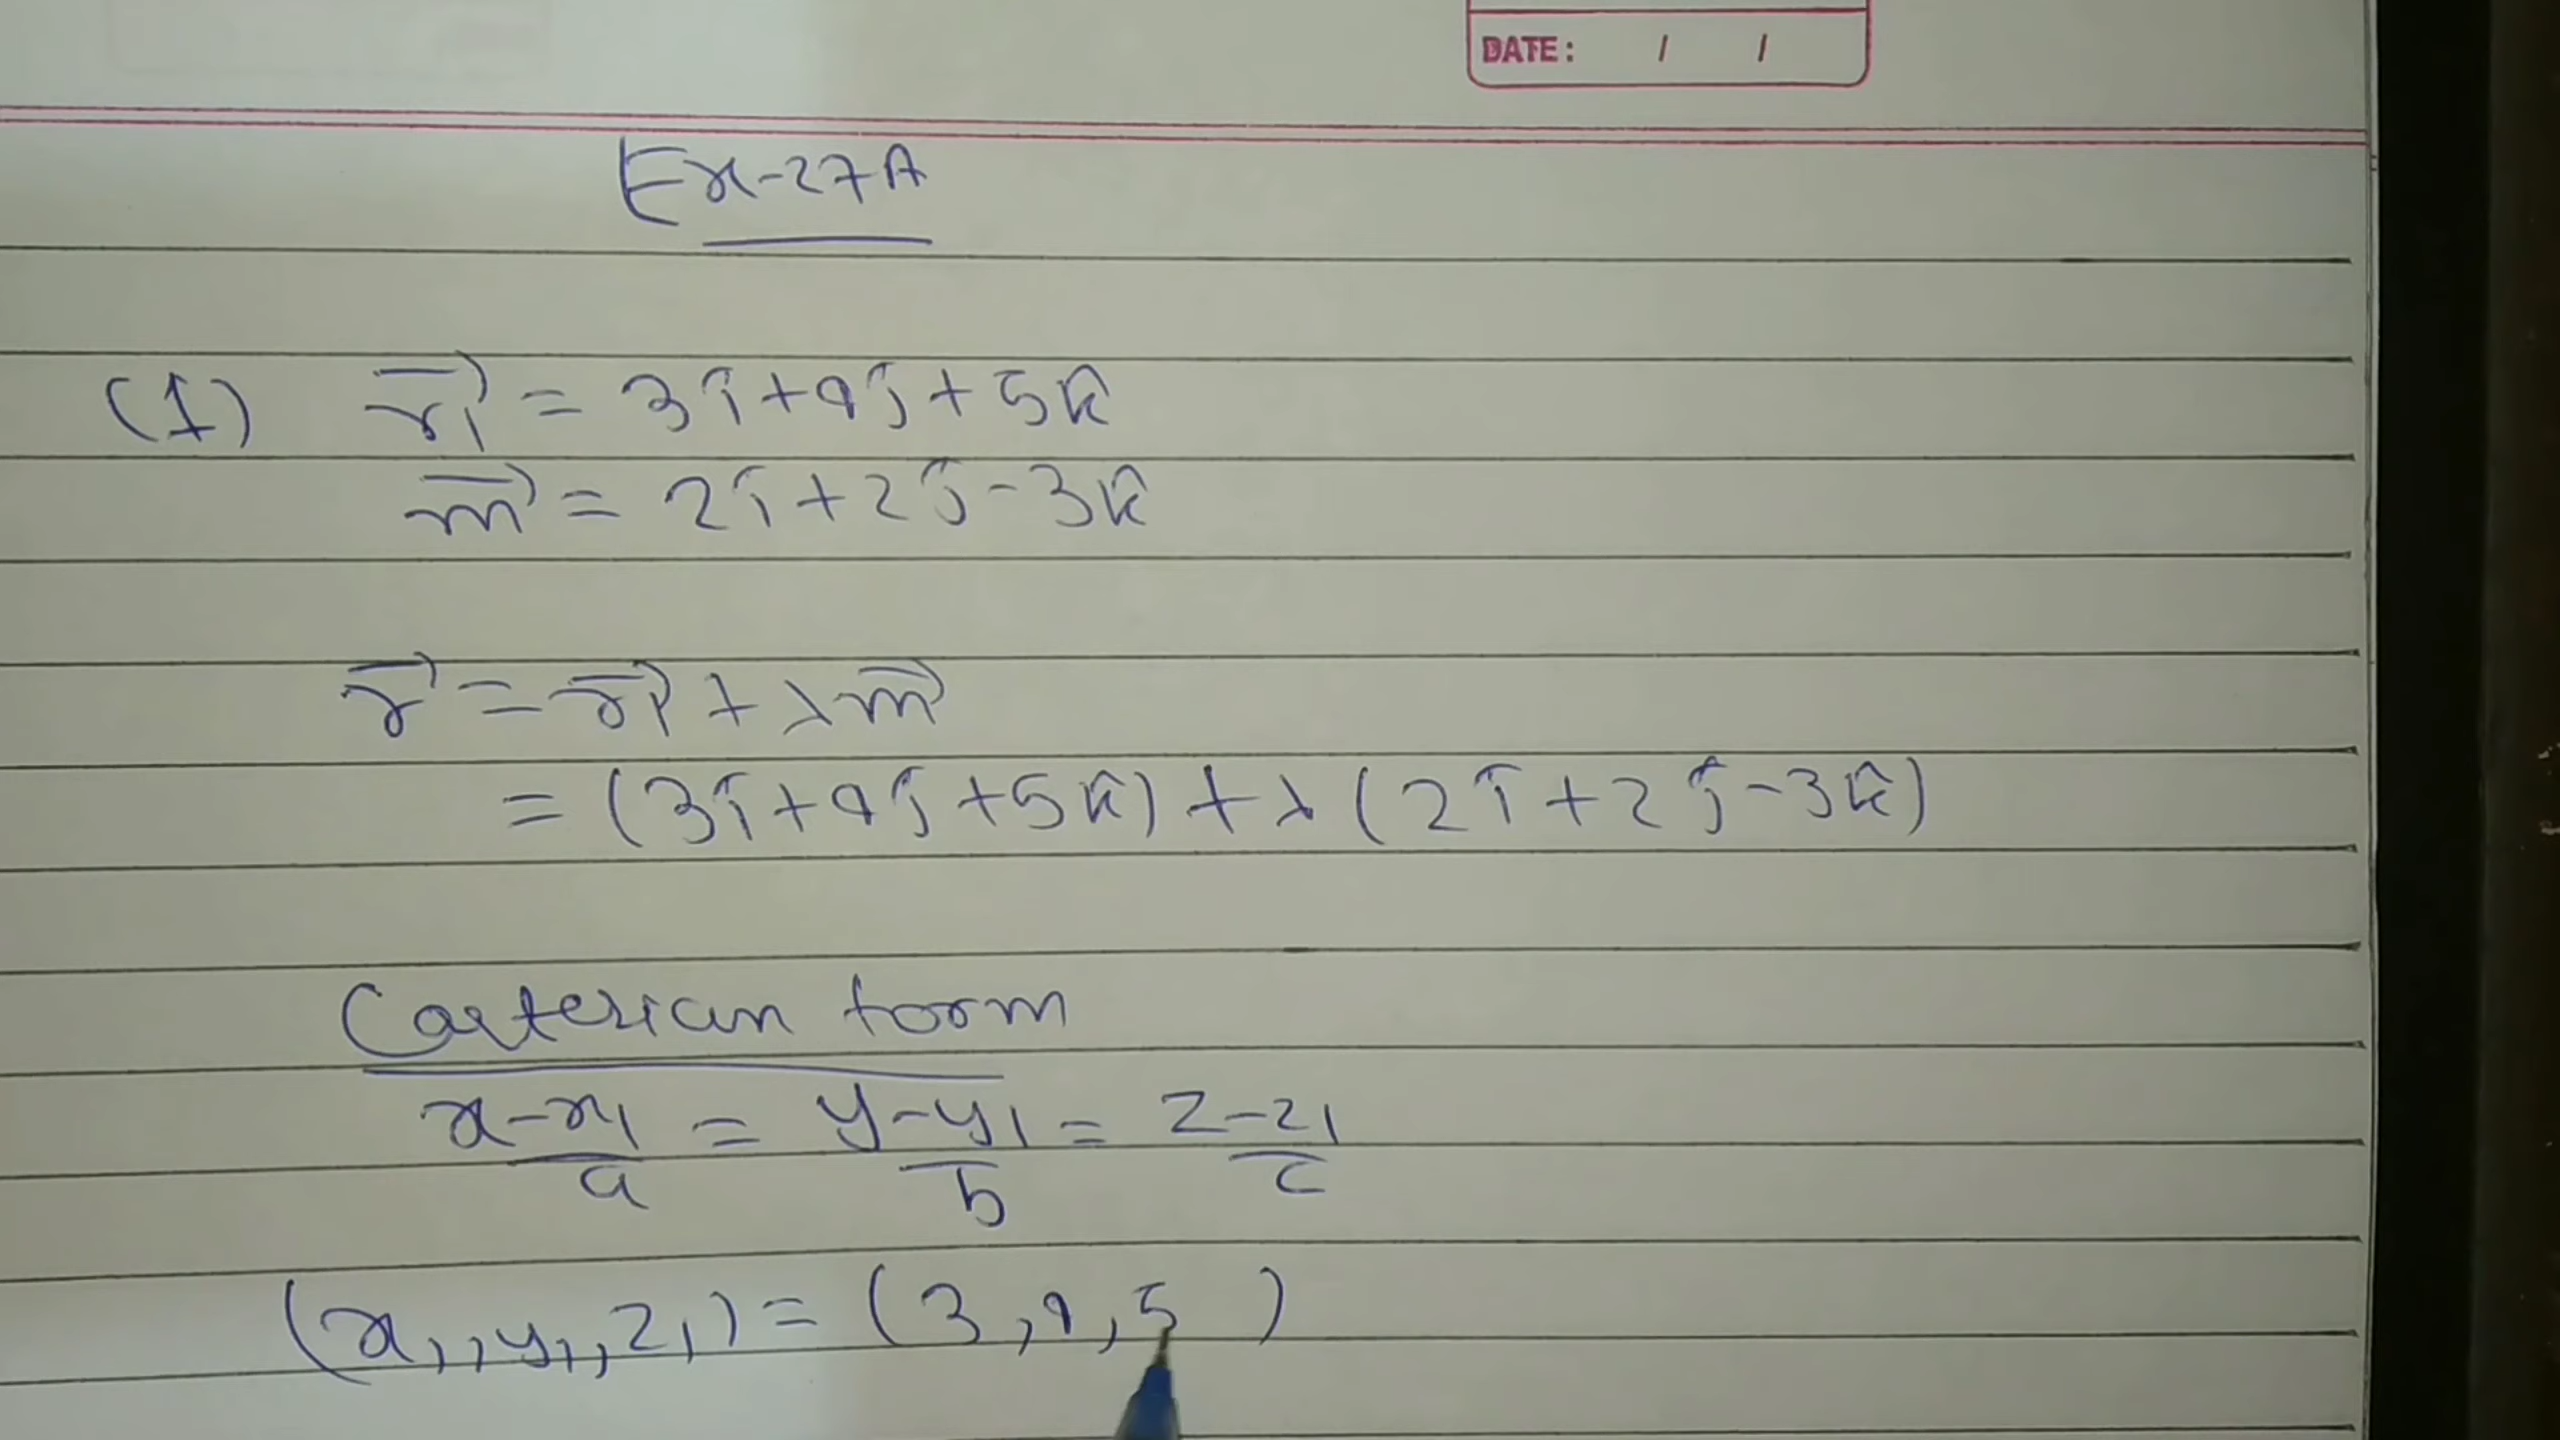 DATE: / /
Ex-27A
(1) r₁⃗ = 3î+4ĵ+5k̂
m⃗ = 2î+2ĵ-3k̂
r⃗ = r₁⃗ + λm⃗
= (3î+4ĵ+5k̂) + λ(2î+2ĵ-3k̂)
Carterian form
x-x₁/a = y-y₁/b = z-z₁/c
(x₁, y₁, z₁) = (3, 4, 5 )